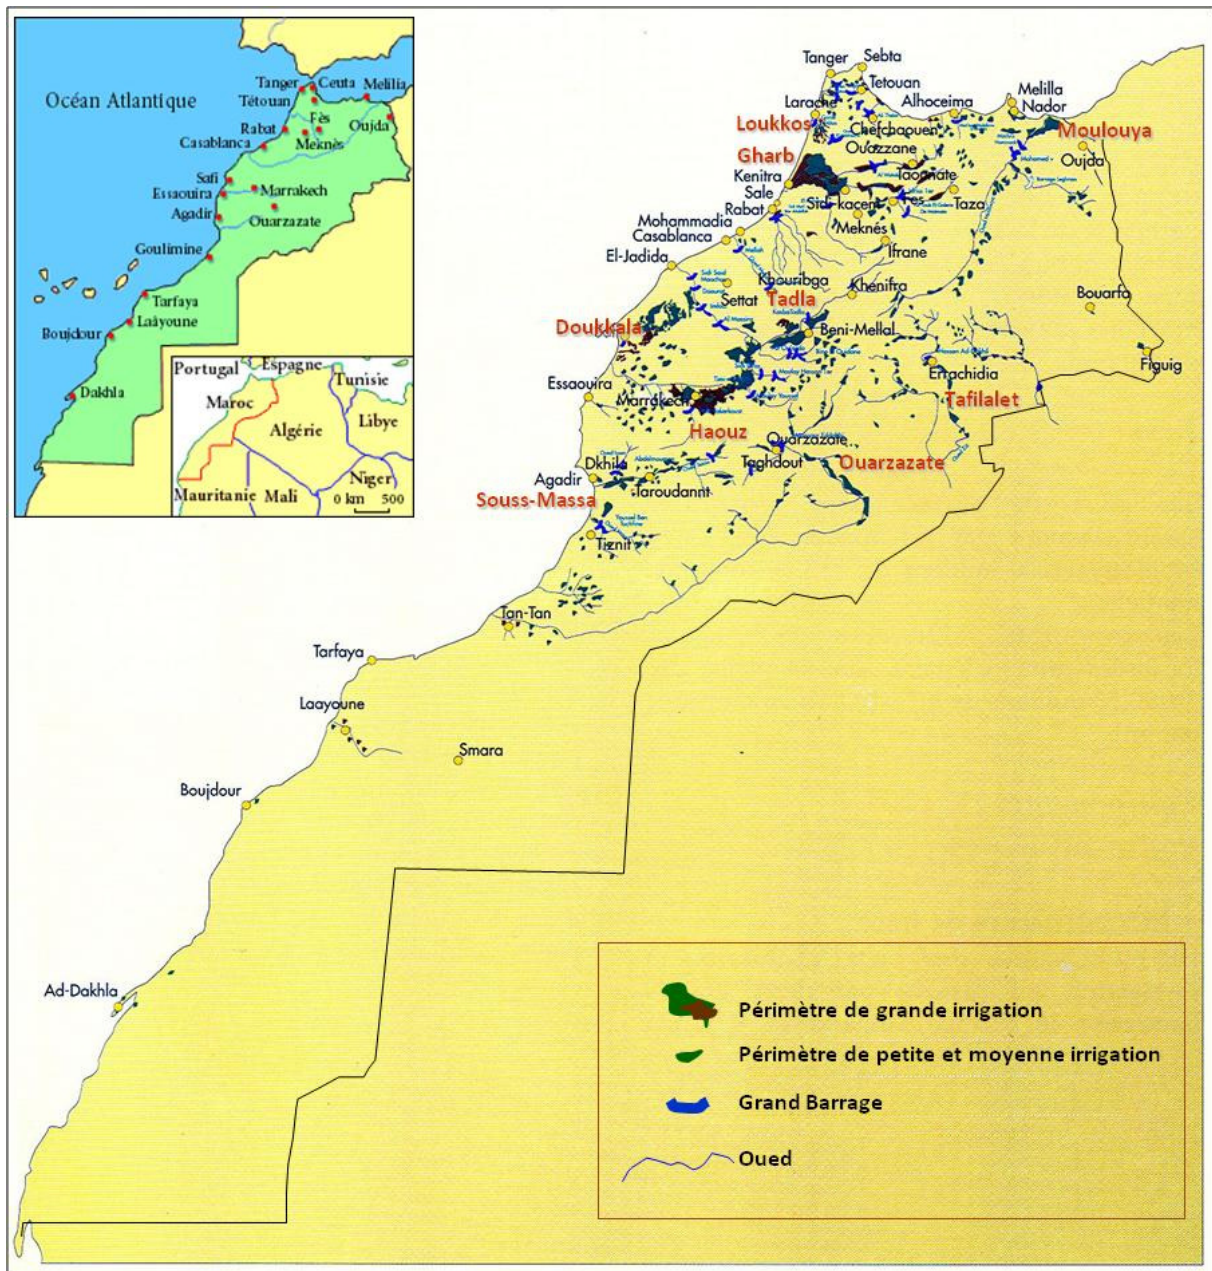 Océan Atlantique
Tanger
Ceuta
Melilia
Tétouan
Oujda
Rabat
Fès
Casablanca
Meknès
Safi
Essaouira
Marrakech
Agadir
Ouarzazate
Goulimine
Tarfaya
Laâyoune
Boujdour
Dakhla
Portugal
Espagne
Tunisie
Maroc
Algérie
Libye
Mauritanie
Mali
Niger
0 km 500
Tanger
Sebta
Tetouan
Larache
Alhoceima
Melilla
Nador
Loukkos
Chefchaouen
Moulouya
Ouazzane
Oujda
Gharb
Taounate
Kenitra
Sale
Sidi-kacem
Fes
Taza
Rabat
Meknés
Mohammadia
Casablanca
Ifrane
El-Jadida
Khouribga
Khenifra
Settat
Tadla
Bouarfa
Doukkala
Beni-Mellal
Figuig
Errachidia
Essaouira
Marrakech
Tafilalet
Haouz
Ouarzazate
Dkhila
Taghdout
Ouarzazate
Agadir
Taroudannt
Souss-Massa
Tiznit
Tan-Tan
Tarfaya
Laayoune
Smara
Boujdour
Ad-Dakhla
Périmètre de grande irrigation
Périmètre de petite et moyenne irrigation
Grand Barrage
Oued